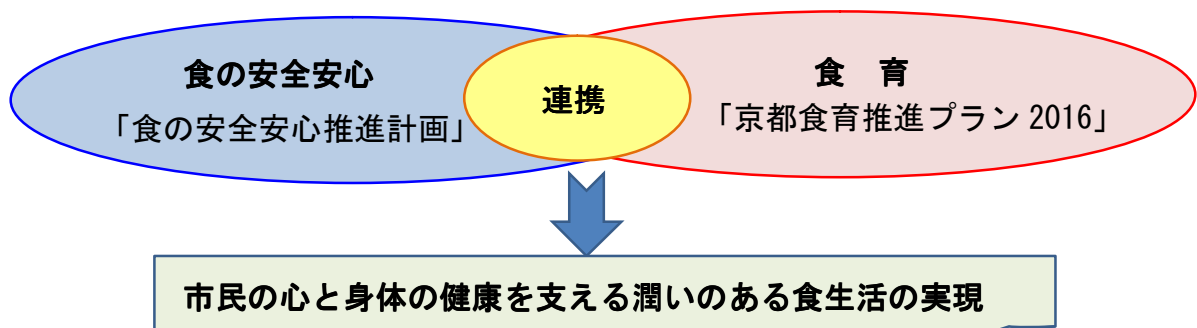 食の安全安心
「食の安全安心推進計画」
連携
食　育
「京都食育推進プラン 2016」
市民の心と身体の健康を支える潤いのある食生活の実現